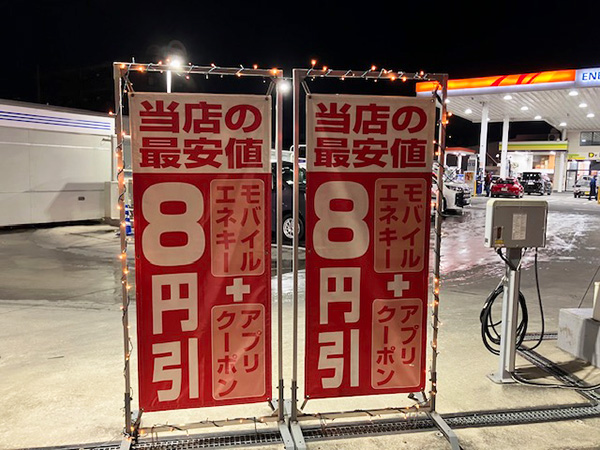 当店の
最安値
8円引
モバイル
エネキー
+
アプリ
クーポン
当店の
最安値
8円引
モバイル
エネキー
+
アプリ
クーポン
ENE